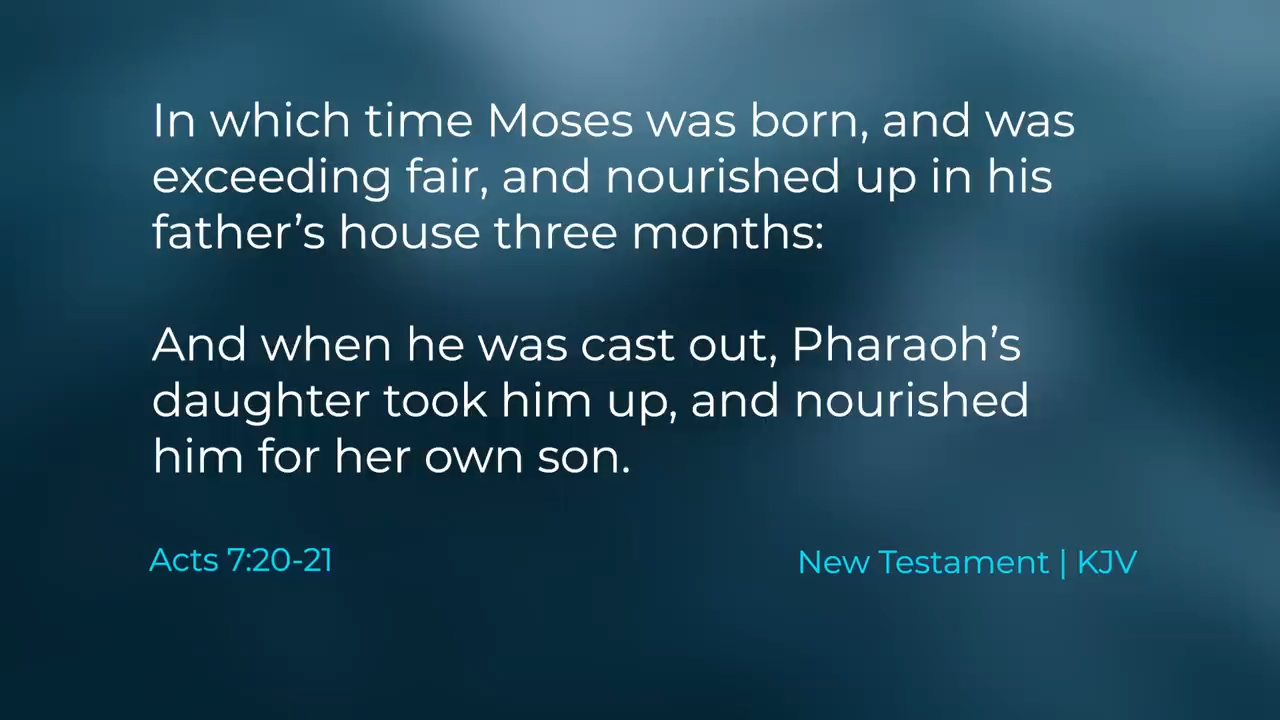 In which time Moses was born, and was
exceeding fair, and nourished up in his
father’s house three months:
And when he was cast out, Pharaoh’s
daughter took him up, and nourished
him for her own son.
Acts 7:20-21
New Testament | KJV